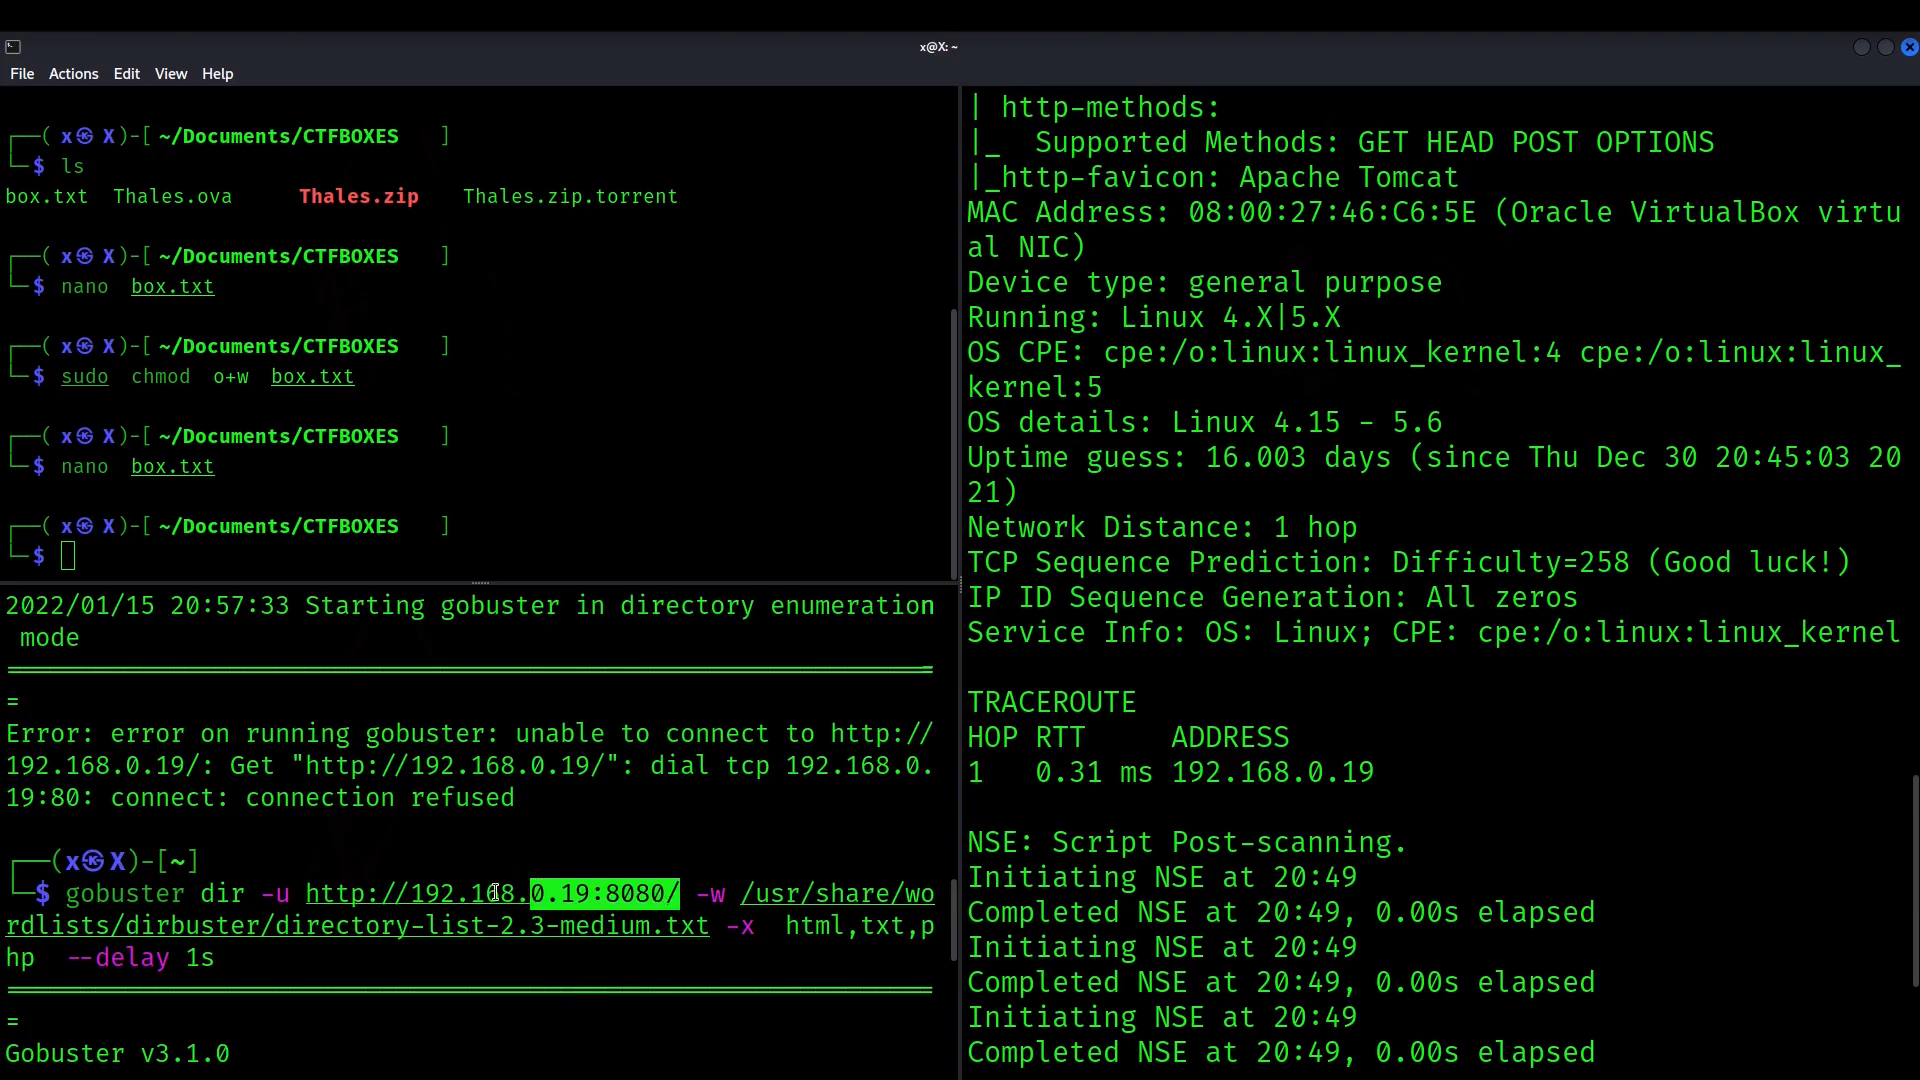 x@X: ~
File Actions Edit View Help
┌──( x㉿ X )-[ ~/Documents/CTFBOXES ]
└─$ ls
box.txt Thales.ova Thales.zip Thales.zip.torrent
┌──( x㉿ X )-[ ~/Documents/CTFBOXES ]
└─$ nano box.txt
┌──( x㉿ X )-[ ~/Documents/CTFBOXES ]
└─$ sudo chmod o+w box.txt
┌──( x㉿ X )-[ ~/Documents/CTFBOXES ]
└─$ nano box.txt
┌──( x㉿ X )-[ ~/Documents/CTFBOXES ]
└─$
2022/01/15 20:57:33 Starting gobuster in directory enumeration
mode
=
Error: error on running gobuster: unable to connect to http://
192.168.0.19/: Get "http://192.168.0.19/": dial tcp 192.168.0.
19:80: connect: connection refused
┌──(x㉿X)-[~]
└─$ gobuster dir -u http://192.168.0.19:8080/ -w /usr/share/wo
rdlists/dirbuster/directory-list-2.3-medium.txt -x html,txt,p
hp --delay 1s
=
Gobuster v3.1.0
| http-methods:
|_ Supported Methods: GET HEAD POST OPTIONS
|_http-favicon: Apache Tomcat
MAC Address: 08:00:27:46:C6:5E (Oracle VirtualBox virtu
al NIC)
Device type: general purpose
Running: Linux 4.X|5.X
OS CPE: cpe:/o:linux:linux_kernel:4 cpe:/o:linux:linux_
kernel:5
OS details: Linux 4.15 - 5.6
Uptime guess: 16.003 days (since Thu Dec 30 20:45:03 20
21)
Network Distance: 1 hop
TCP Sequence Prediction: Difficulty=258 (Good luck!)
IP ID Sequence Generation: All zeros
Service Info: OS: Linux; CPE: cpe:/o:linux:linux_kernel
TRACEROUTE
HOP RTT ADDRESS
1 0.31 ms 192.168.0.19
NSE: Script Post-scanning.
Initiating NSE at 20:49
Completed NSE at 20:49, 0.00s elapsed
Initiating NSE at 20:49
Completed NSE at 20:49, 0.00s elapsed
Initiating NSE at 20:49
Completed NSE at 20:49, 0.00s elapsed